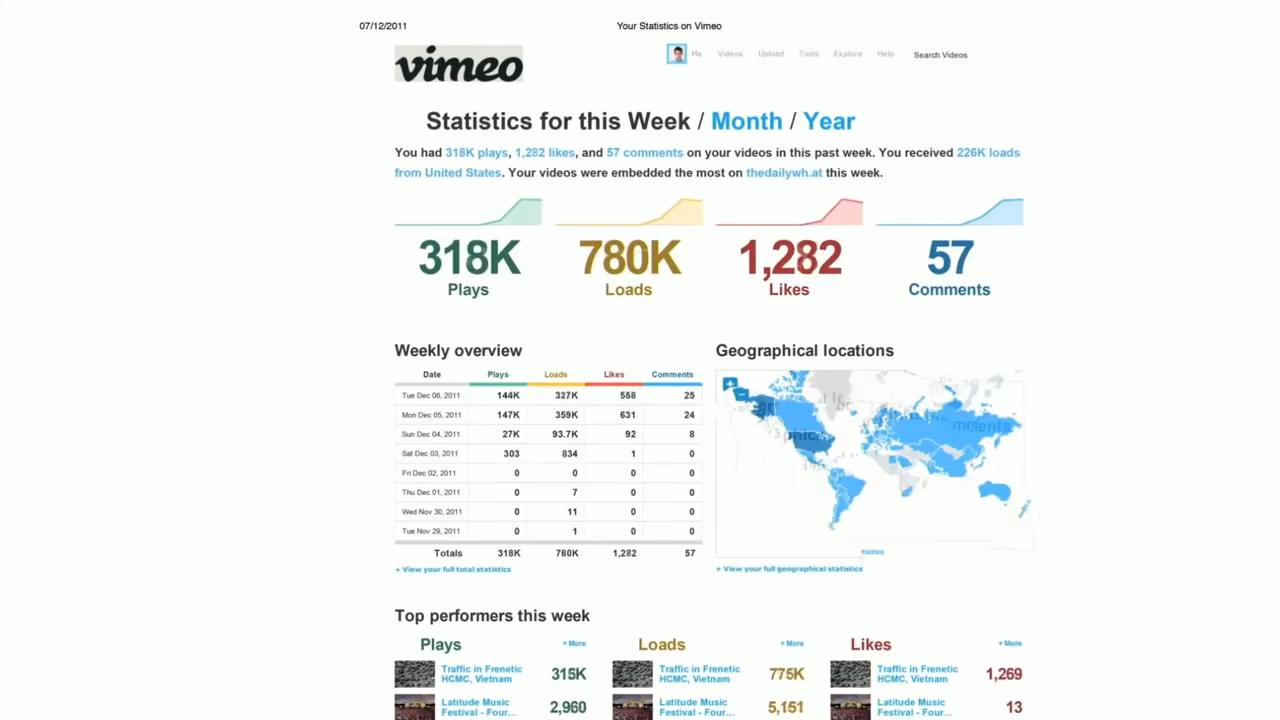 07/12/2011 Your Statistics on Vimeo
vimeo Me Videos Upload Tools Explore Help Search Videos
Statistics for this Week / Month / Year
You had 318K plays, 1,282 likes, and 57 comments on your videos in this past week. You received 226K loads
from United States. Your videos were embedded the most on thedailywh.at this week.
318K 780K 1,282 57
Plays Loads Likes Comments
Weekly overview
Date Plays Loads Likes Comments
Tue Dec 06, 2011 144K 327K 558 25
Mon Dec 05, 2011 147K 359K 631 24
Sun Dec 04, 2011 27K 93.7K 92 8
Sat Dec 03, 2011 303 834 1 0
Fri Dec 02, 2011 0 0 0 0
Thu Dec 01, 2011 0 7 0 0
Wed Nov 30, 2011 0 11 0 0
Tue Nov 29, 2011 0 1 0 0
Totals 318K 780K 1,282 57
+ View your full total statistics
Geographical locations
+ View your full geographical statistics
Top performers this week
Plays + More Loads + More Likes + More
Traffic in Frenetic Traffic in Frenetic Traffic in Frenetic
HCMC, Vietnam 315K HCMC, Vietnam 775K HCMC, Vietnam 1,269
Latitude Music Latitude Music Latitude Music
Festival - Four... 2,960 Festival - Four... 5,151 Festival - Four... 13